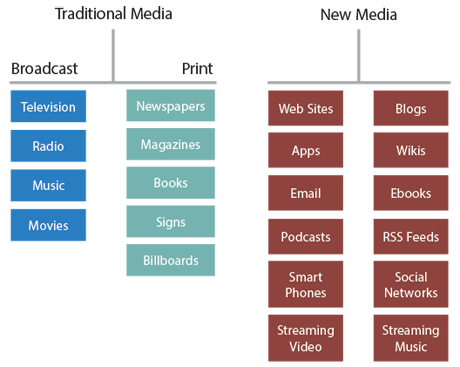 Traditional Media
New Media
Broadcast
Print
Television
Radio
Music
Movies
Newspapers
Magazines
Books
Signs
Billboards
Web Sites
Blogs
Apps
Wikis
Email
Ebooks
Podcasts
RSS Feeds
Smart
Phones
Social
Networks
Streaming
Video
Streaming
Music